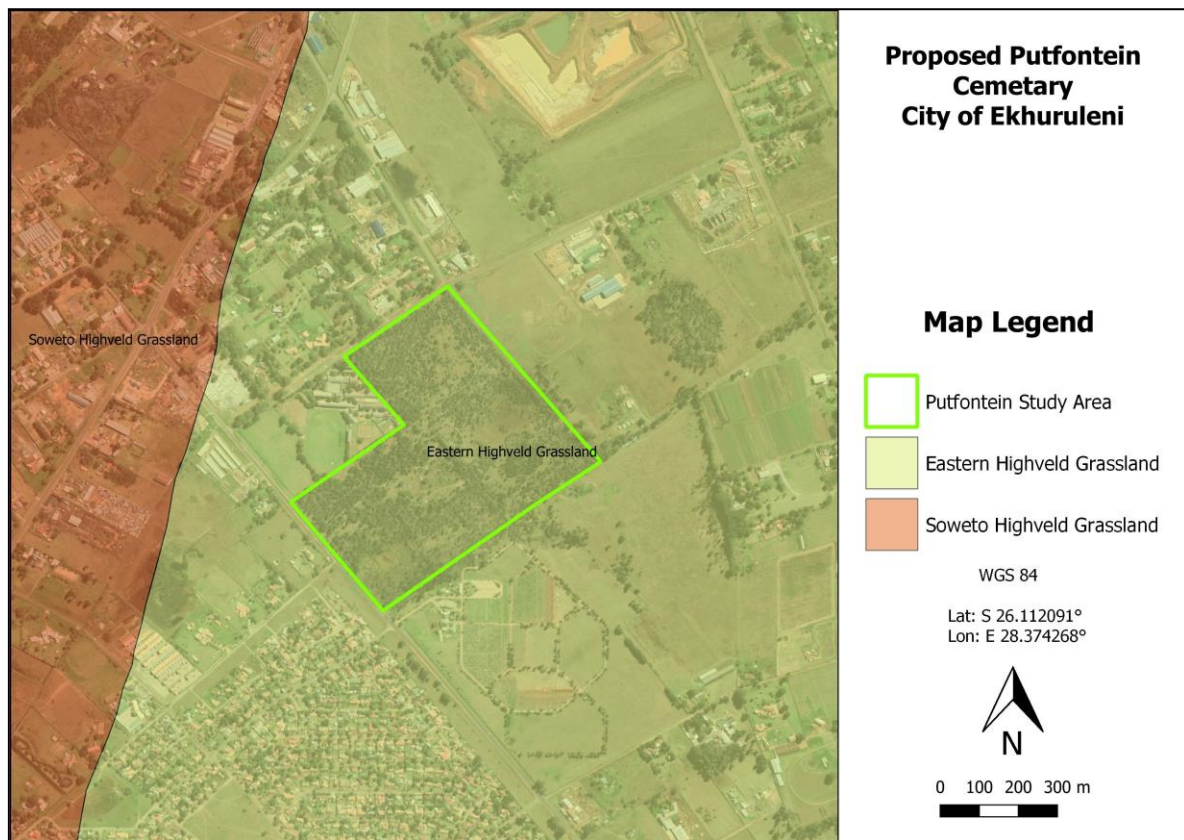 Proposed Putfontein
Cemetary
City of Ekhuruleni
Soweto Highveld Grassland
Eastern Highveld Grassland
Map Legend
Putfontein Study Area
Eastern Highveld Grassland
Soweto Highveld Grassland
WGS 84
Lat: S 26.112091°
Lon: E 28.374268°
N
0 100 200 300 m